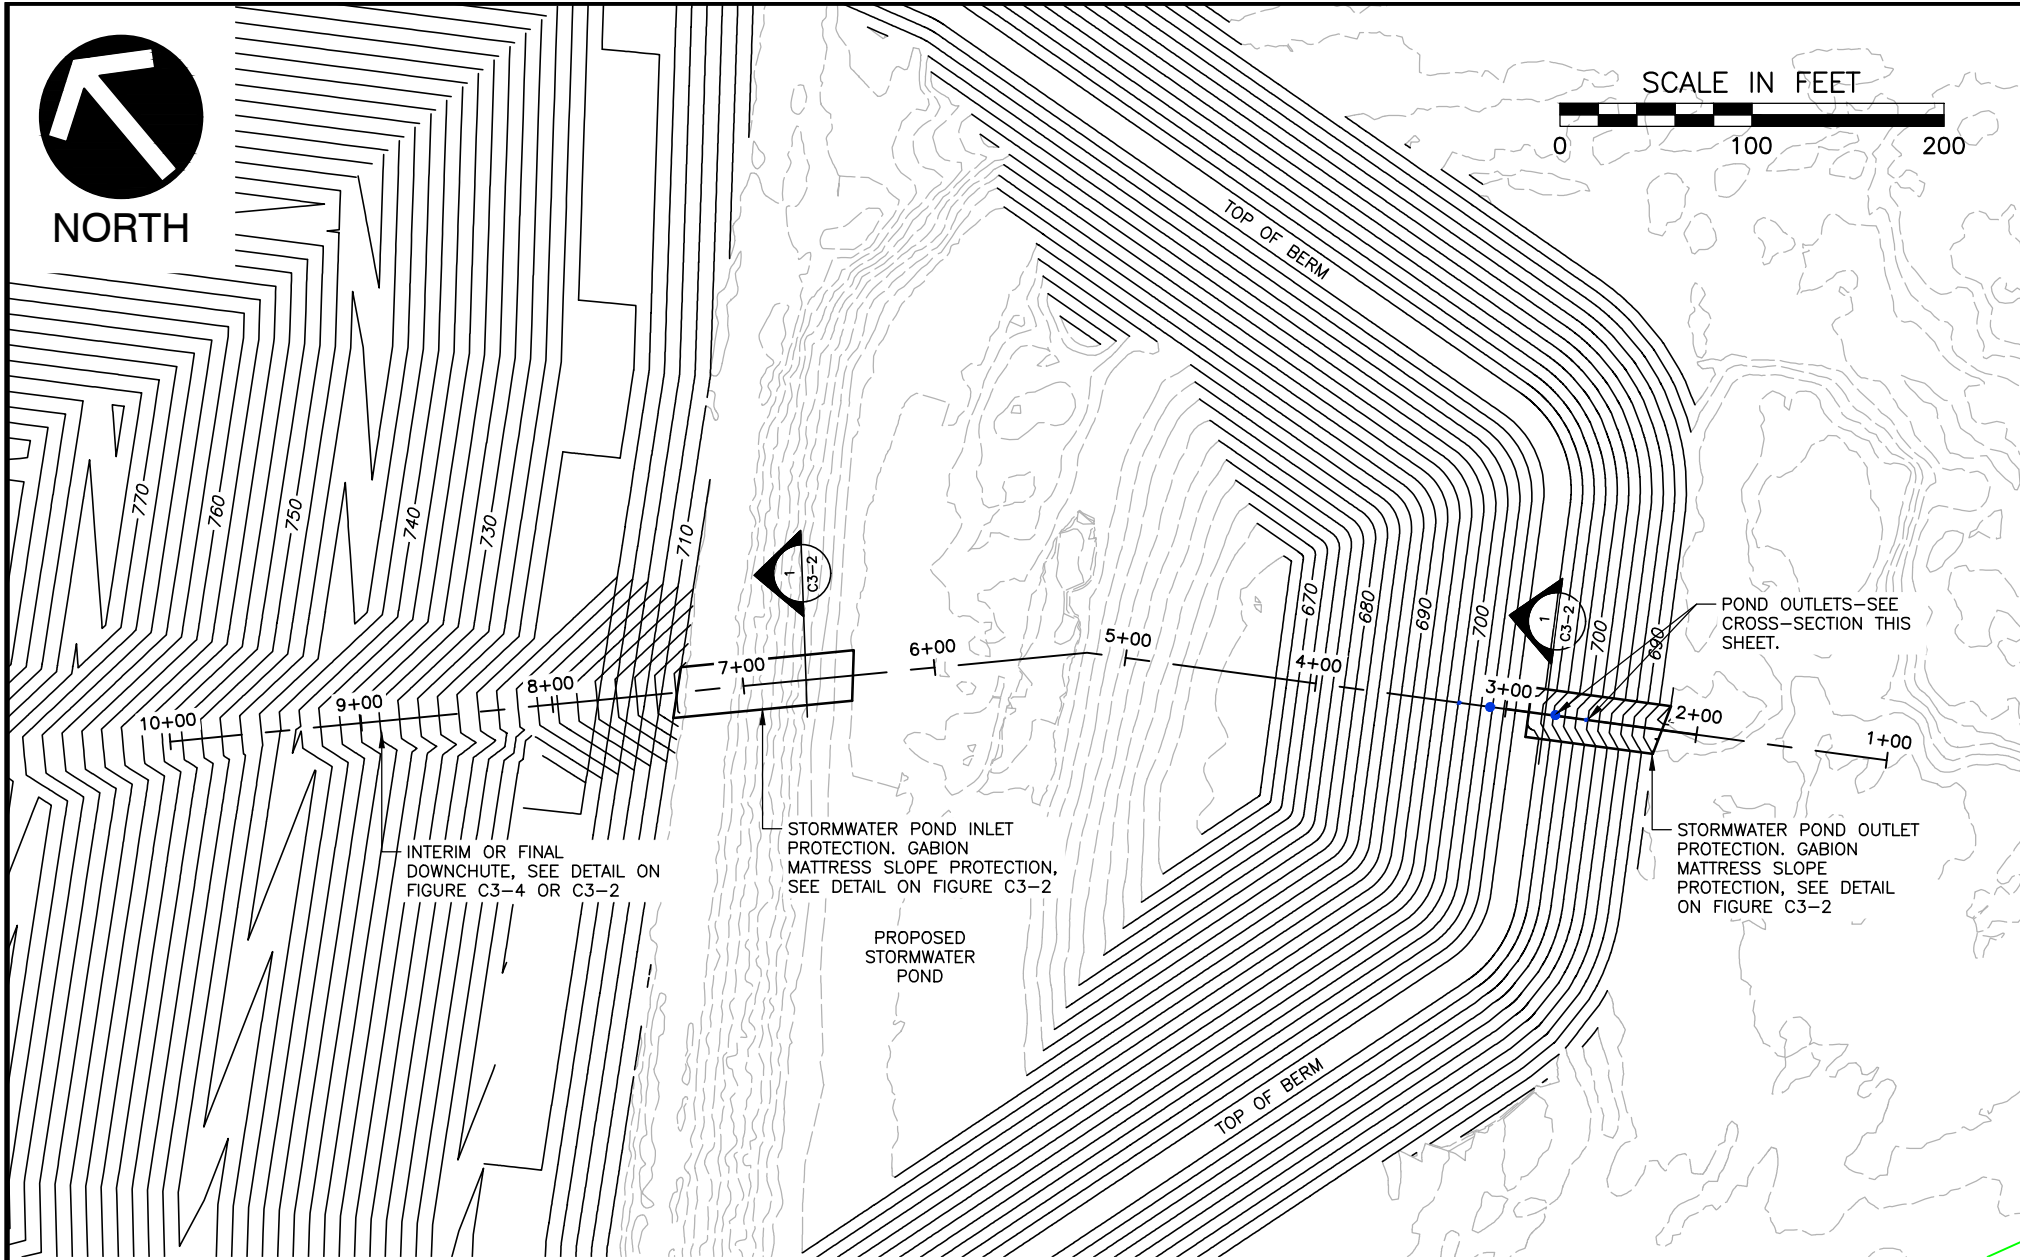 NORTH
SCALE IN FEET
0 100 200
TOP OF BERM
770
760
750
740
730
710
1
C3-2
670
680
690
700
1
C3-2
700
690
POND OUTLETS-SEE
CROSS-SECTION THIS
SHEET.
10+00
9+00
8+00
7+00
6+00
5+00
4+00
3+00
2+00
1+00
INTERIM OR FINAL
DOWNCHUTE, SEE DETAIL ON
FIGURE C3-4 OR C3-2
STORMWATER POND INLET
PROTECTION. GABION
MATTRESS SLOPE PROTECTION,
SEE DETAIL ON FIGURE C3-2
STORMWATER POND OUTLET
PROTECTION. GABION
MATTRESS SLOPE
PROTECTION, SEE DETAIL
ON FIGURE C3-2
PROPOSED
STORMWATER
POND
TOP OF BERM